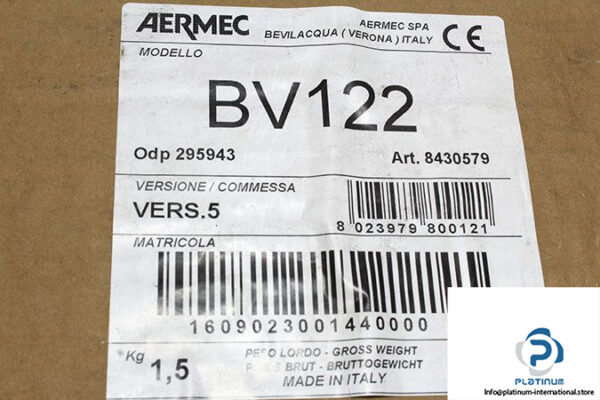 AERMEC
AERMEC SPA
BEVILACQUA ( VERONA ) ITALY
CE
MODELLO
BV122
Odp 295943
Art. 8430579
VERSIONE / COMMESSA
VERS.5
8 023979 800121
MATRICOLA
1609023001440000
Kg
1,5
PESO LORDO - GROSS WEIGHT
BRUT - BRUTTOGEWICHT
MADE IN ITALY
PLATINUM
info@platinum-international.store